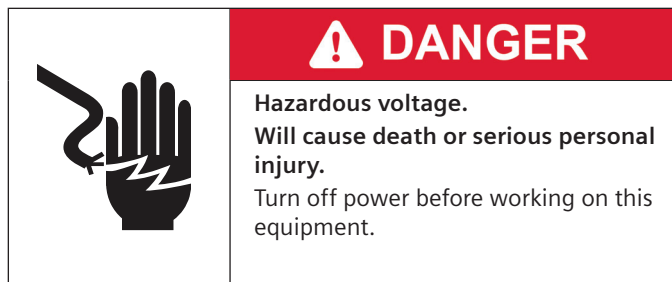 DANGER
Hazardous voltage.
Will cause death or serious personal
injury.
Turn off power before working on this
equipment.